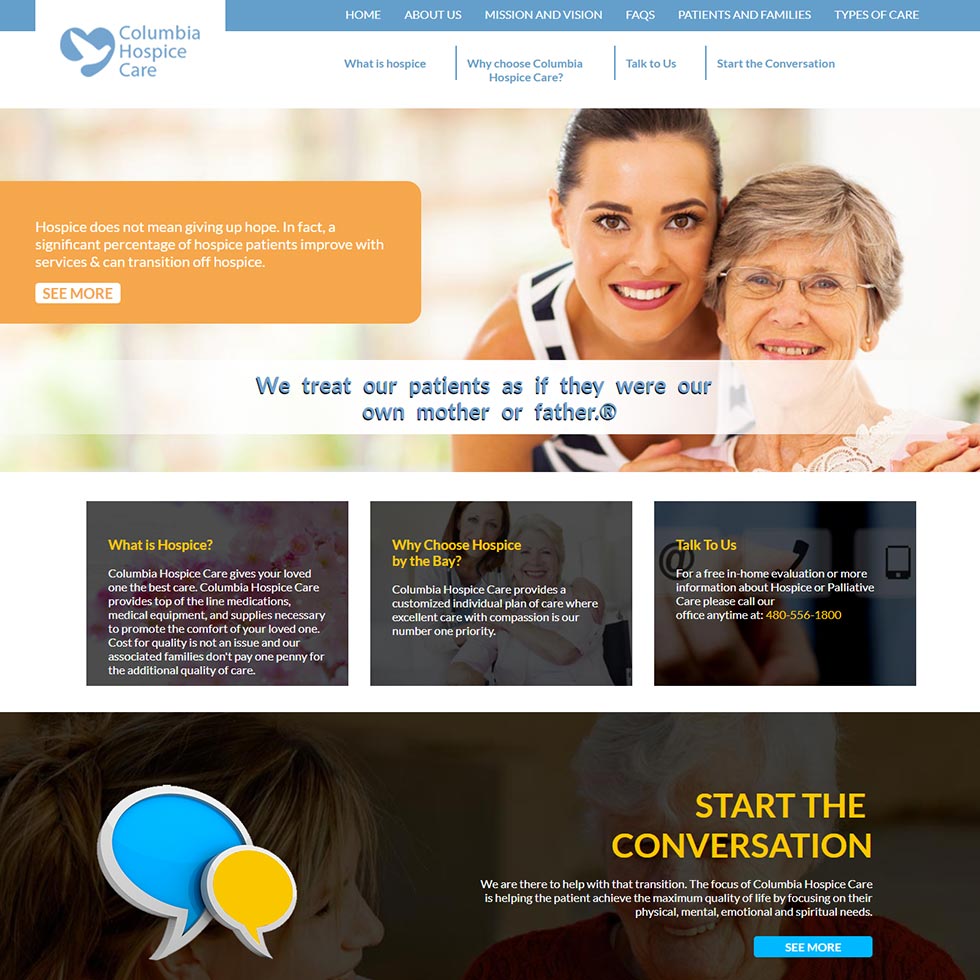 HOME ABOUT US MISSION AND VISION FAQS PATIENTS AND FAMILIES TYPES OF CARE
Columbia
Hospice
Care
What is hospice
Why choose Columbia
Hospice Care?
Talk to Us
Start the Conversation
Hospice does not mean giving up hope. In fact, a
significant percentage of hospice patients improve with
services & can transition off hospice.
SEE MORE
We treat our patients as if they were our
own mother or father.®
What is Hospice?
Columbia Hospice Care gives your loved
one the best care. Columbia Hospice Care
provides top of the line medications,
medical equipment, and supplies necessary
to promote the comfort of your loved one.
Cost for quality is not an issue and our
associated families don't pay one penny for
the additional quality of care.
Why Choose Hospice
by the Bay?
Columbia Hospice Care provides a
customized individual plan of care where
excellent care with compassion is our
number one priority.
@
Talk To Us
For a free in-home evaluation or more
information about Hospice or Palliative
Care please call our
office anytime at: 480-556-1800
START THE
CONVERSATION
We are there to help with that transition. The focus of Columbia Hospice Care
is helping the patient achieve the maximum quality of life by focusing on their
physical, mental, emotional and spiritual needs.
SEE MORE